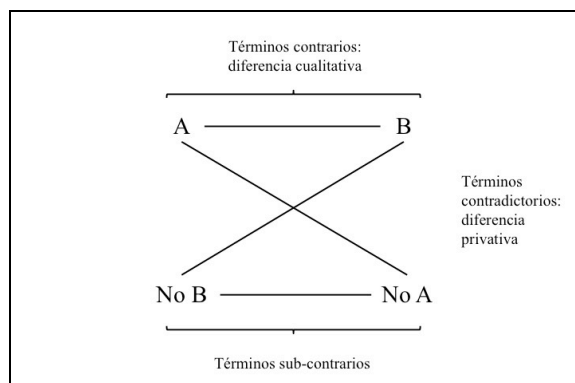 Términos contrarios:
diferencia cualitativa
A
B
Términos
contradictorios:
diferencia
privativa
No B
No A
Términos sub-contrarios